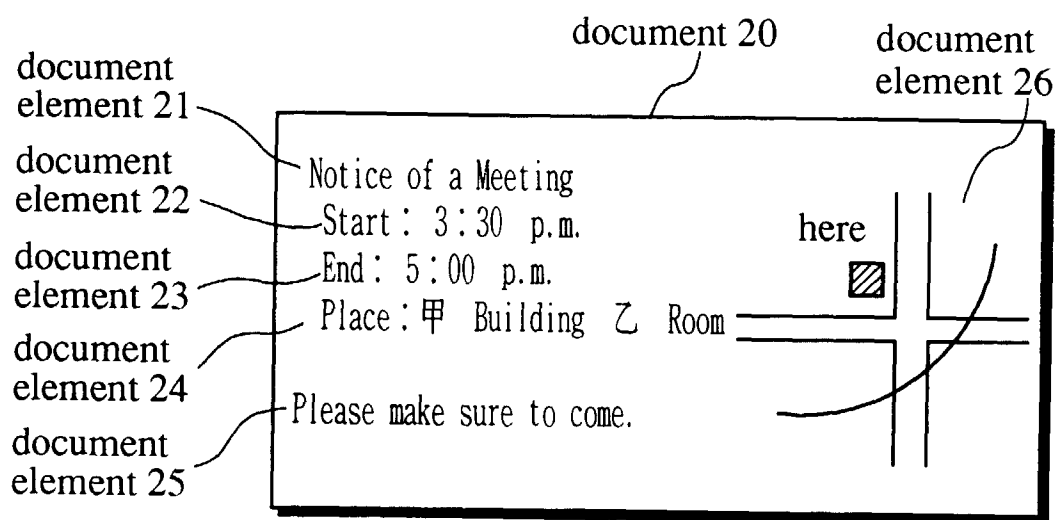 document 20
document
element 26
document
element 21
document
element 22
document
element 23
document
element 24
document
element 25
Notice of a Meeting
Start: 3:30 p.m.
End: 5:00 p.m.
Place:甲 Building 乙 Room
Please make sure to come.
here